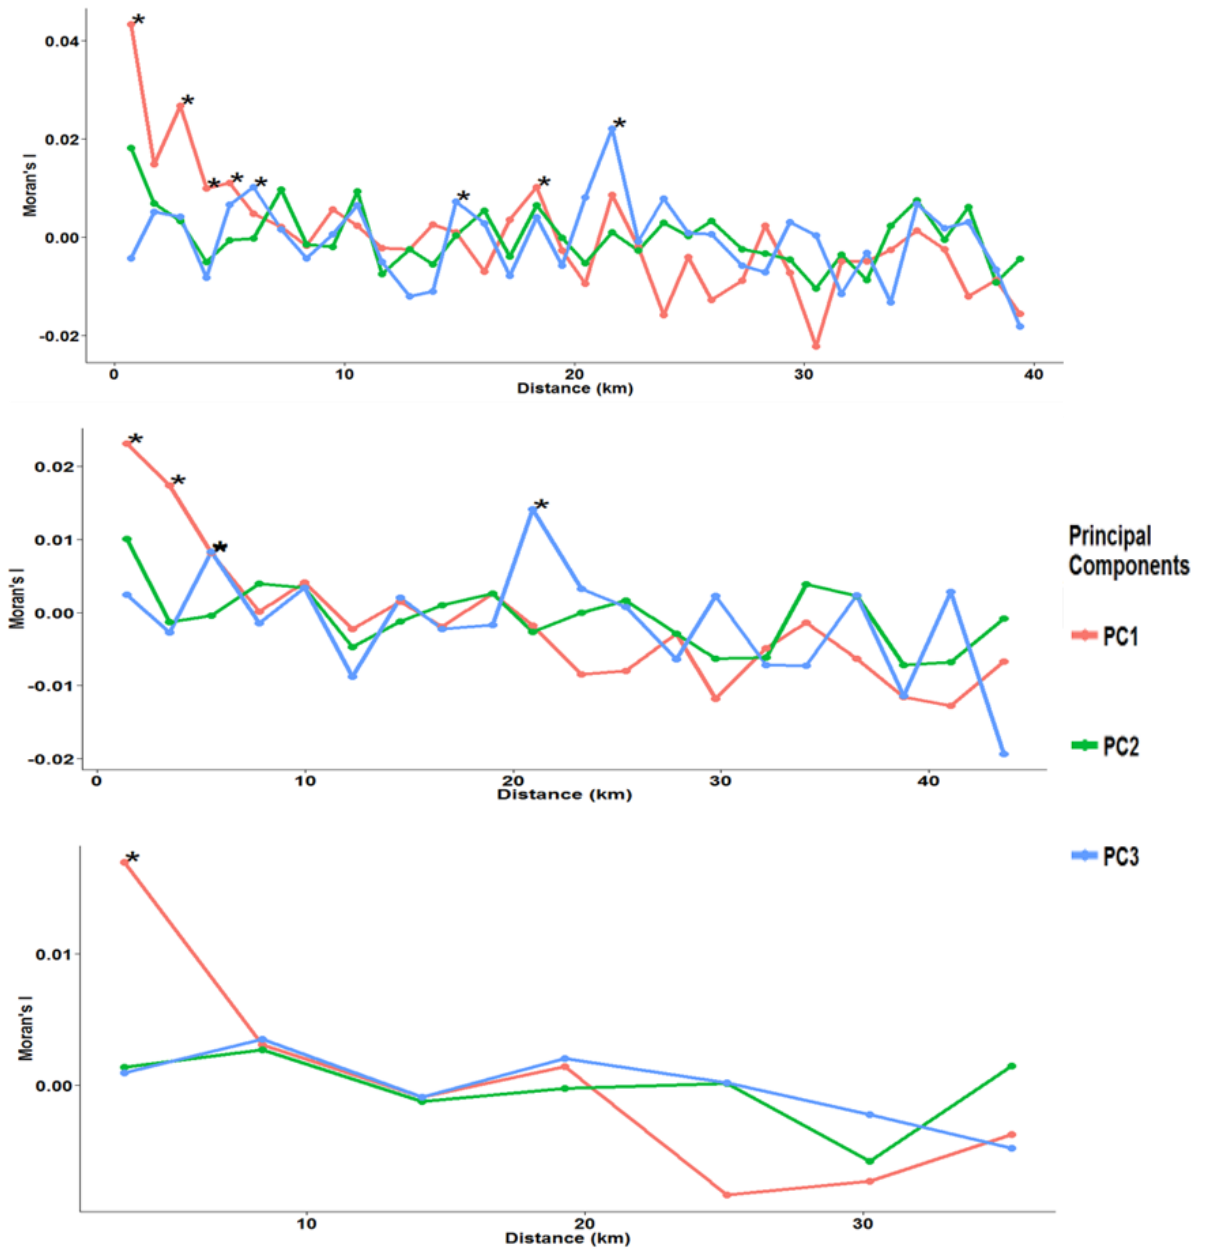 0.04
0.02
0.00
-0.02
Moran's I
* * * * * * * * *
0 10 20 30 40
Distance (km)
0.02
0.01
0.00
-0.01
-0.02
Moran's I
* * * *
0 10 20 30 40
Distance (km)
Principal
Components
PC1
PC2
PC3
0.01
0.00
Moran's I
*
10 20 30
Distance (km)